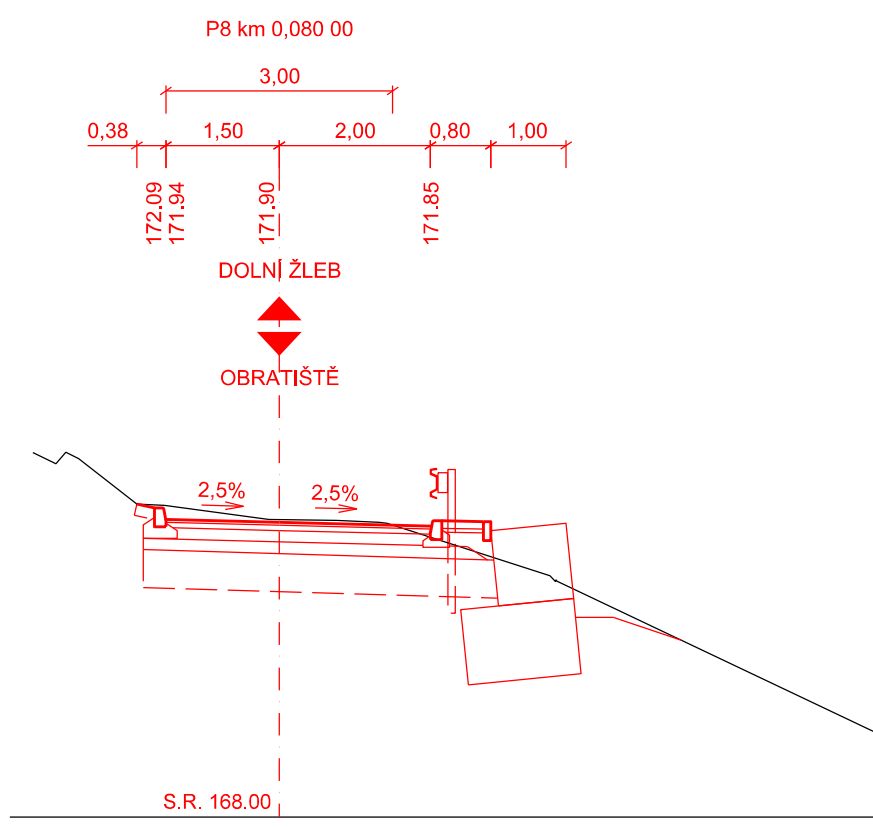 P8 km 0,080 00
3,00
0,38 1,50 2,00 0,80 1,00
172.09 171.94 171.90 171.85
DOLNÍ ŽLEB
OBRATIŠTĚ
2,5% 2,5%
S.R. 168.00